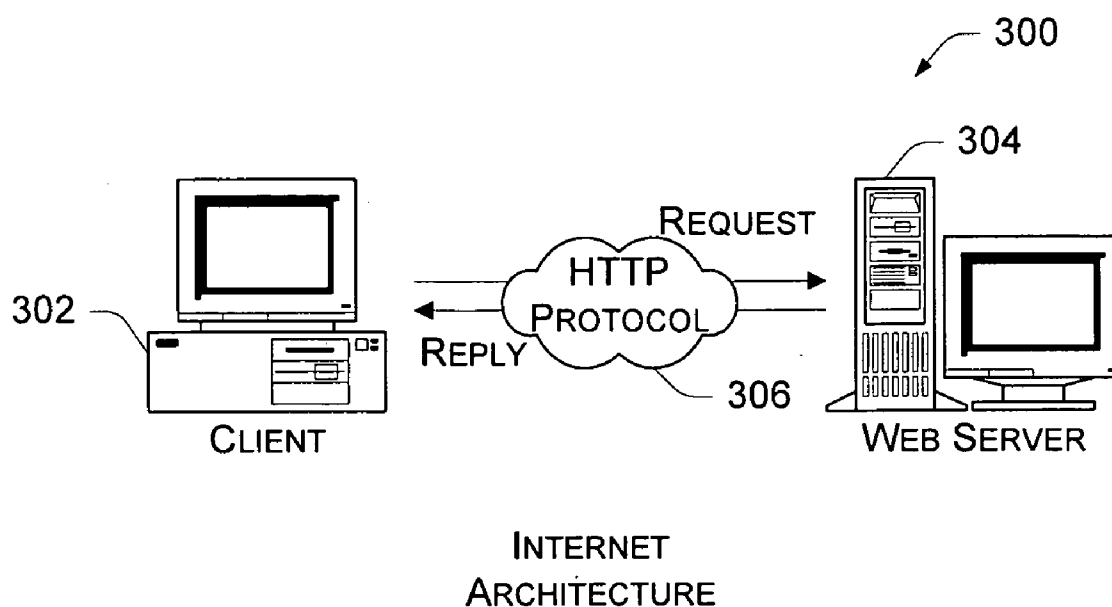 300
304
REQUEST
HTTP
PROTOCOL
302
REPLY
306
CLIENT
WEB SERVER
INTERNET
ARCHITECTURE